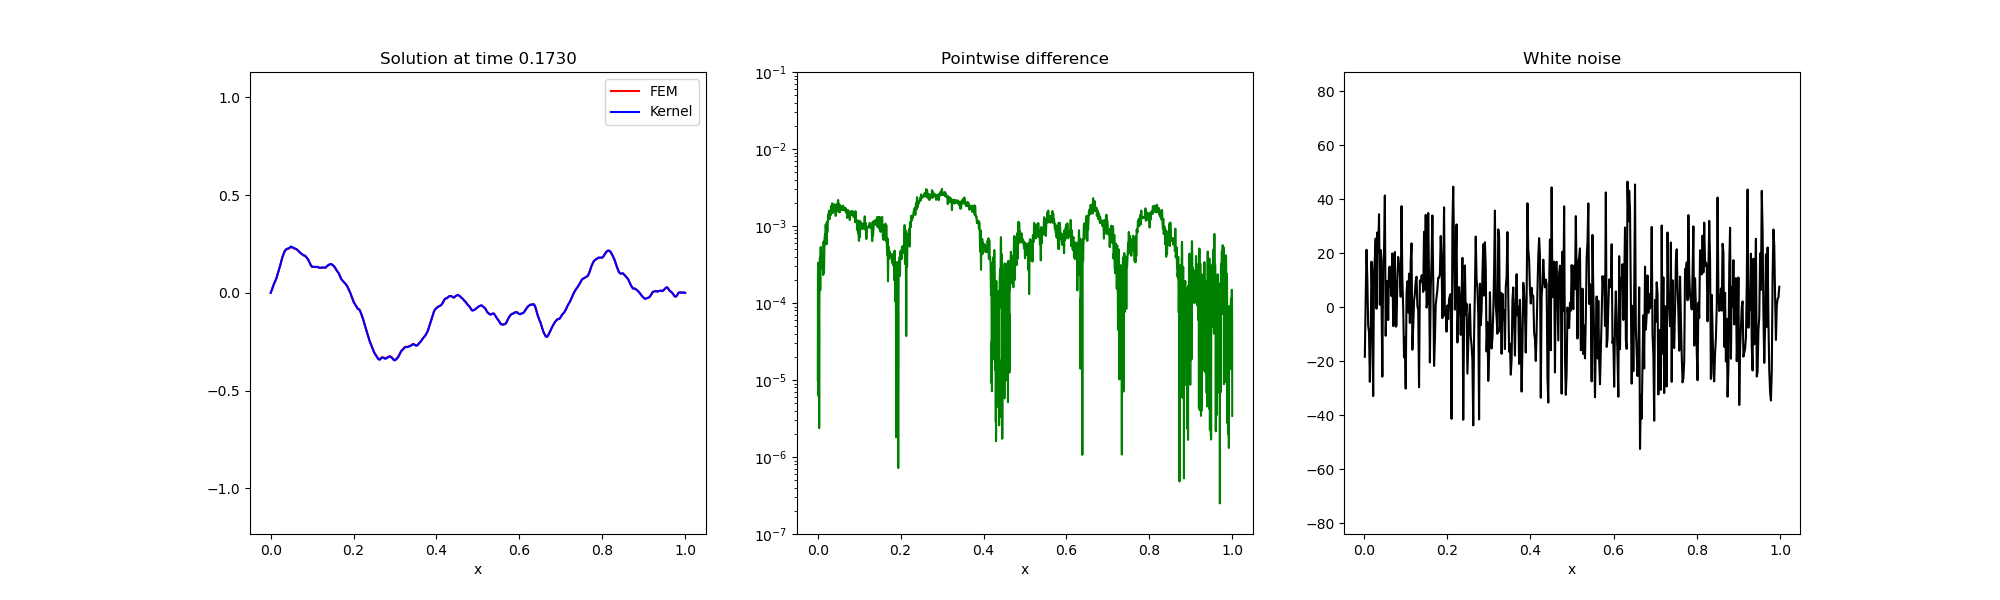 Solution at time 0.1730
FEM
Kernel
1.0
0.5
0.0
−0.5
−1.0
0.0 0.2 0.4 0.6 0.8 1.0
x
Pointwise difference
10⁻¹
10⁻²
10⁻³
10⁻⁴
10⁻⁵
10⁻⁶
10⁻⁷
0.0 0.2 0.4 0.6 0.8 1.0
x
White noise
80
60
40
20
0
−20
−40
−60
−80
0.0 0.2 0.4 0.6 0.8 1.0
x